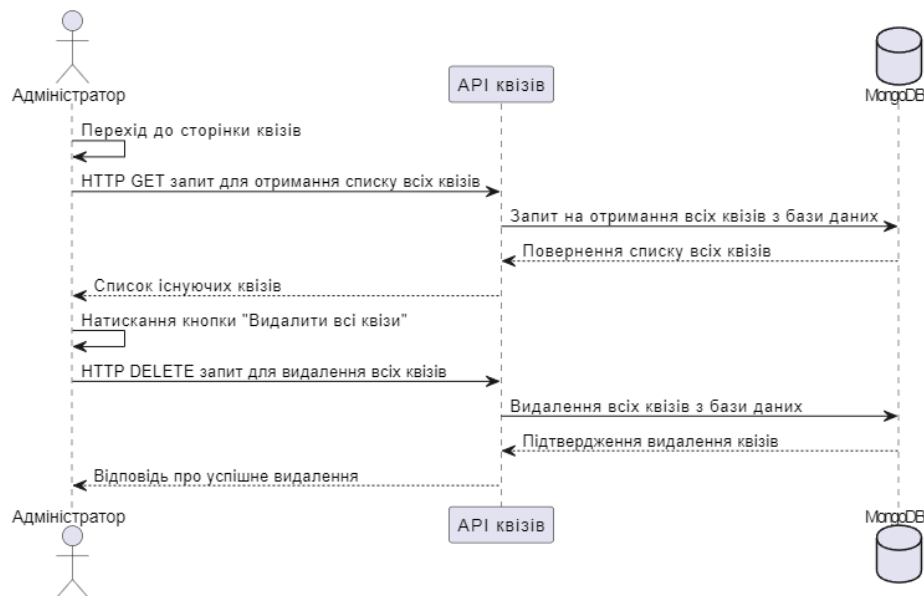 Адміністратор
АРІ квізів
MongoDB
Перехід до сторінки квізів
HTTP GET запит для отримання списку всіх квізів
Запит на отримання всіх квізів з бази даних
Повернення списку всіх квізів
Список існуючих квізів
Натискання кнопки "Видалити всі квізи"
HTTP DELETE запит для видалення всіх квізів
Видалення всіх квізів з бази даних
Підтвердження видалення квізів
Відповідь про успішне видалення
Адміністратор
АРІ квізів
MongoDB